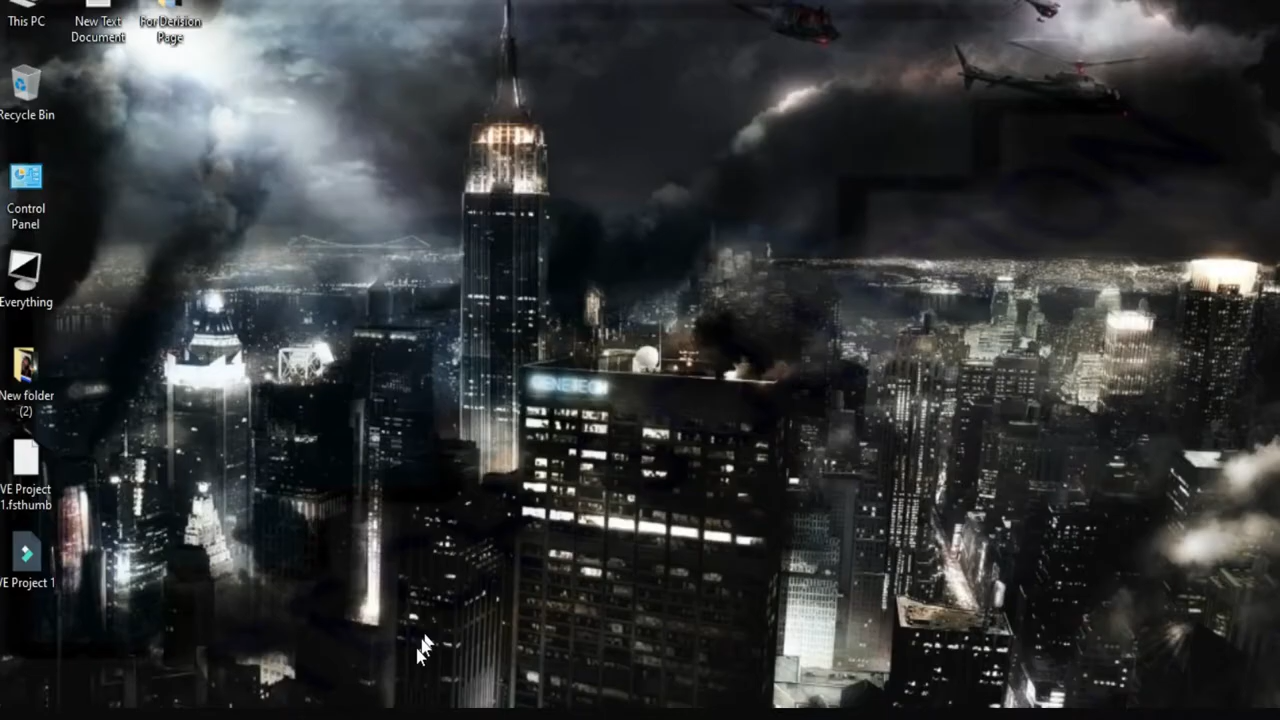 This PC
New Text
Document
For Derision
Page
Recycle Bin
Control
Panel
Everything
New folder
(2)
VE Project
1.fsthumb
VE Project 1
GENETEC